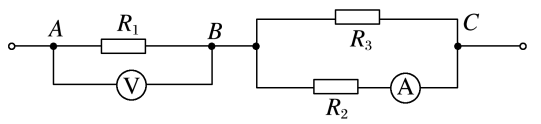 A R₁ B R₃ C
V R₂ A